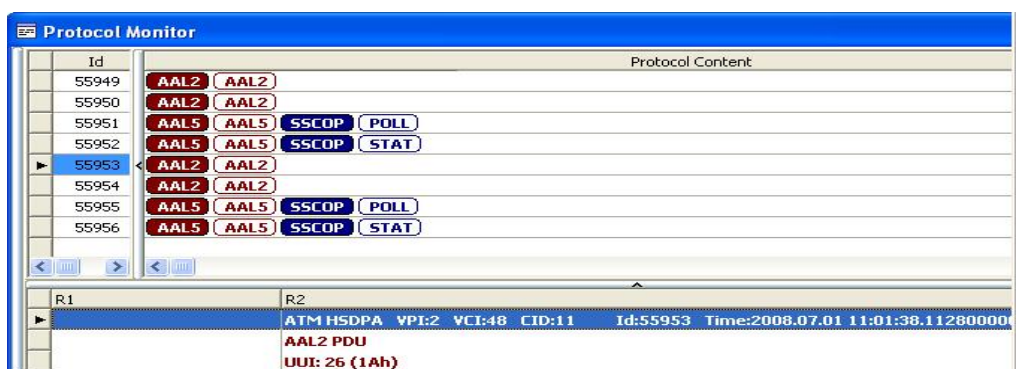 Protocol Monitor
Id Protocol Content
55949 AAL2 AAL2
55950 AAL2 AAL2
55951 AAL5 AAL5 SSCOP POLL
55952 AAL5 AAL5 SSCOP STAT
55953 AAL2 AAL2
55954 AAL2 AAL2
55955 AAL5 AAL5 SSCOP POLL
55956 AAL5 AAL5 SSCOP STAT
R1 R2
ATM HSDPA VPI:2 VCI:48 CID:11 Id:55953 Time:2008.07.01 11:01:38.11280000
AAL2 PDU
UUI: 26 (1Ah)